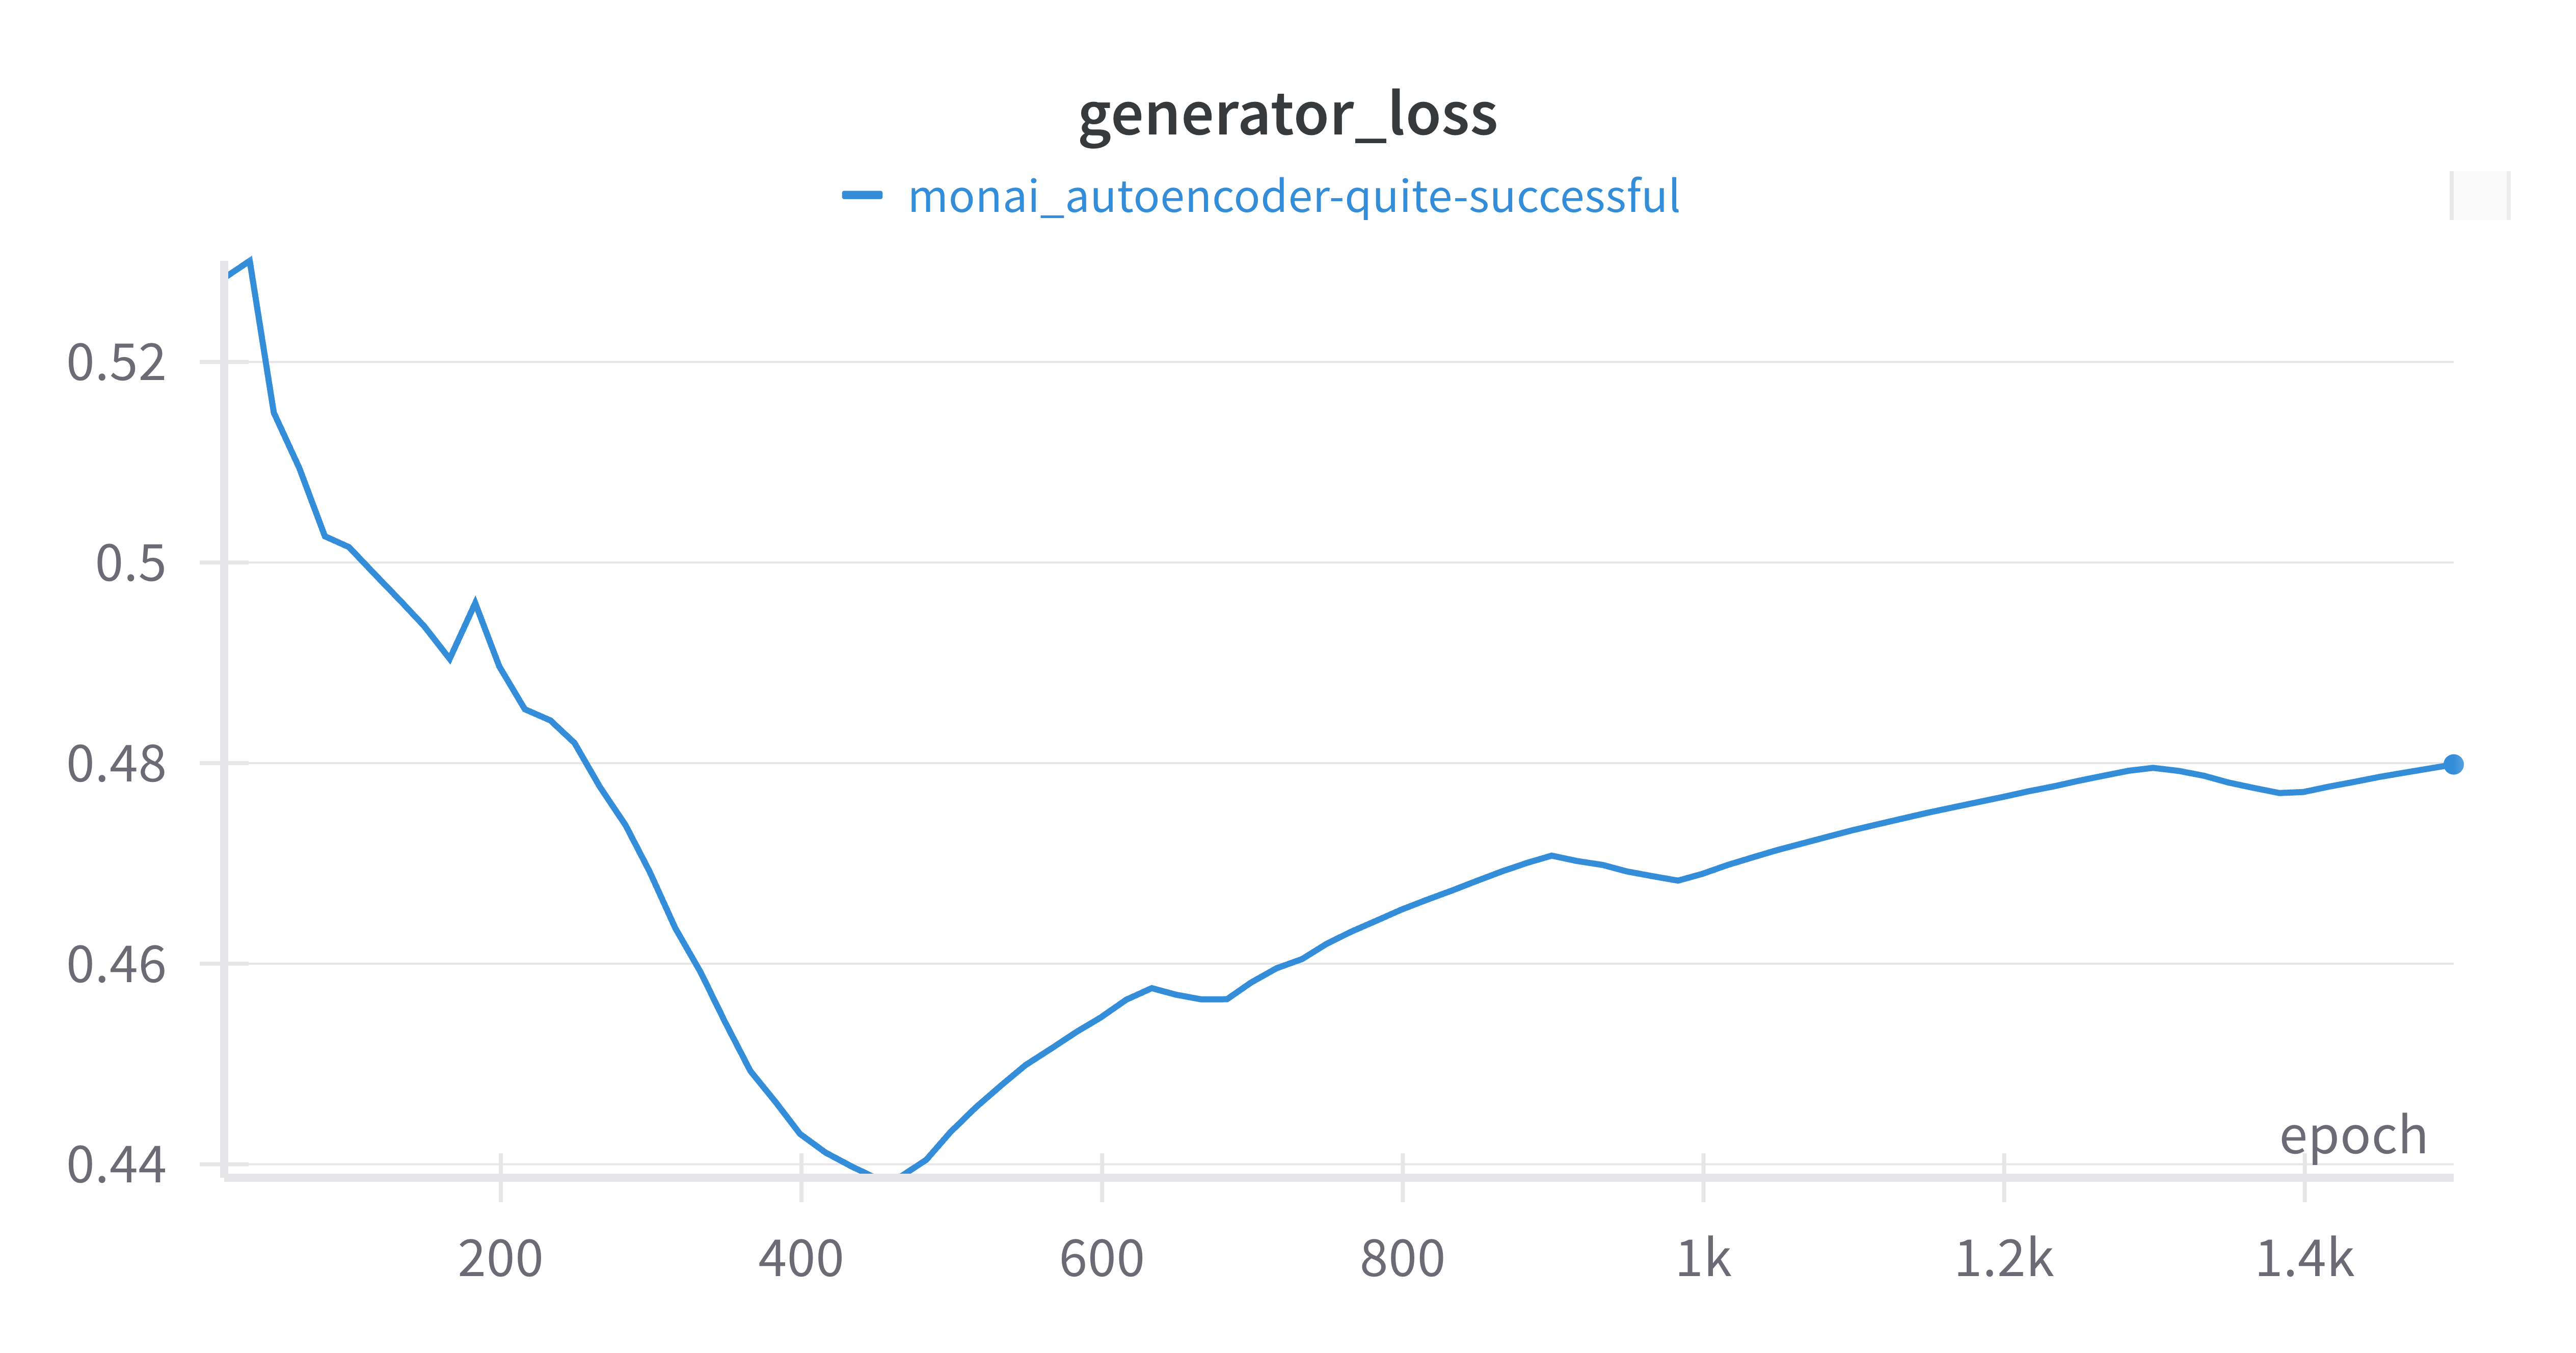 generator_loss
monai_autoencoder-quite-successful
0.52
0.5
0.48
0.46
0.44
epoch
200 400 600 800 1k 1.2k 1.4k